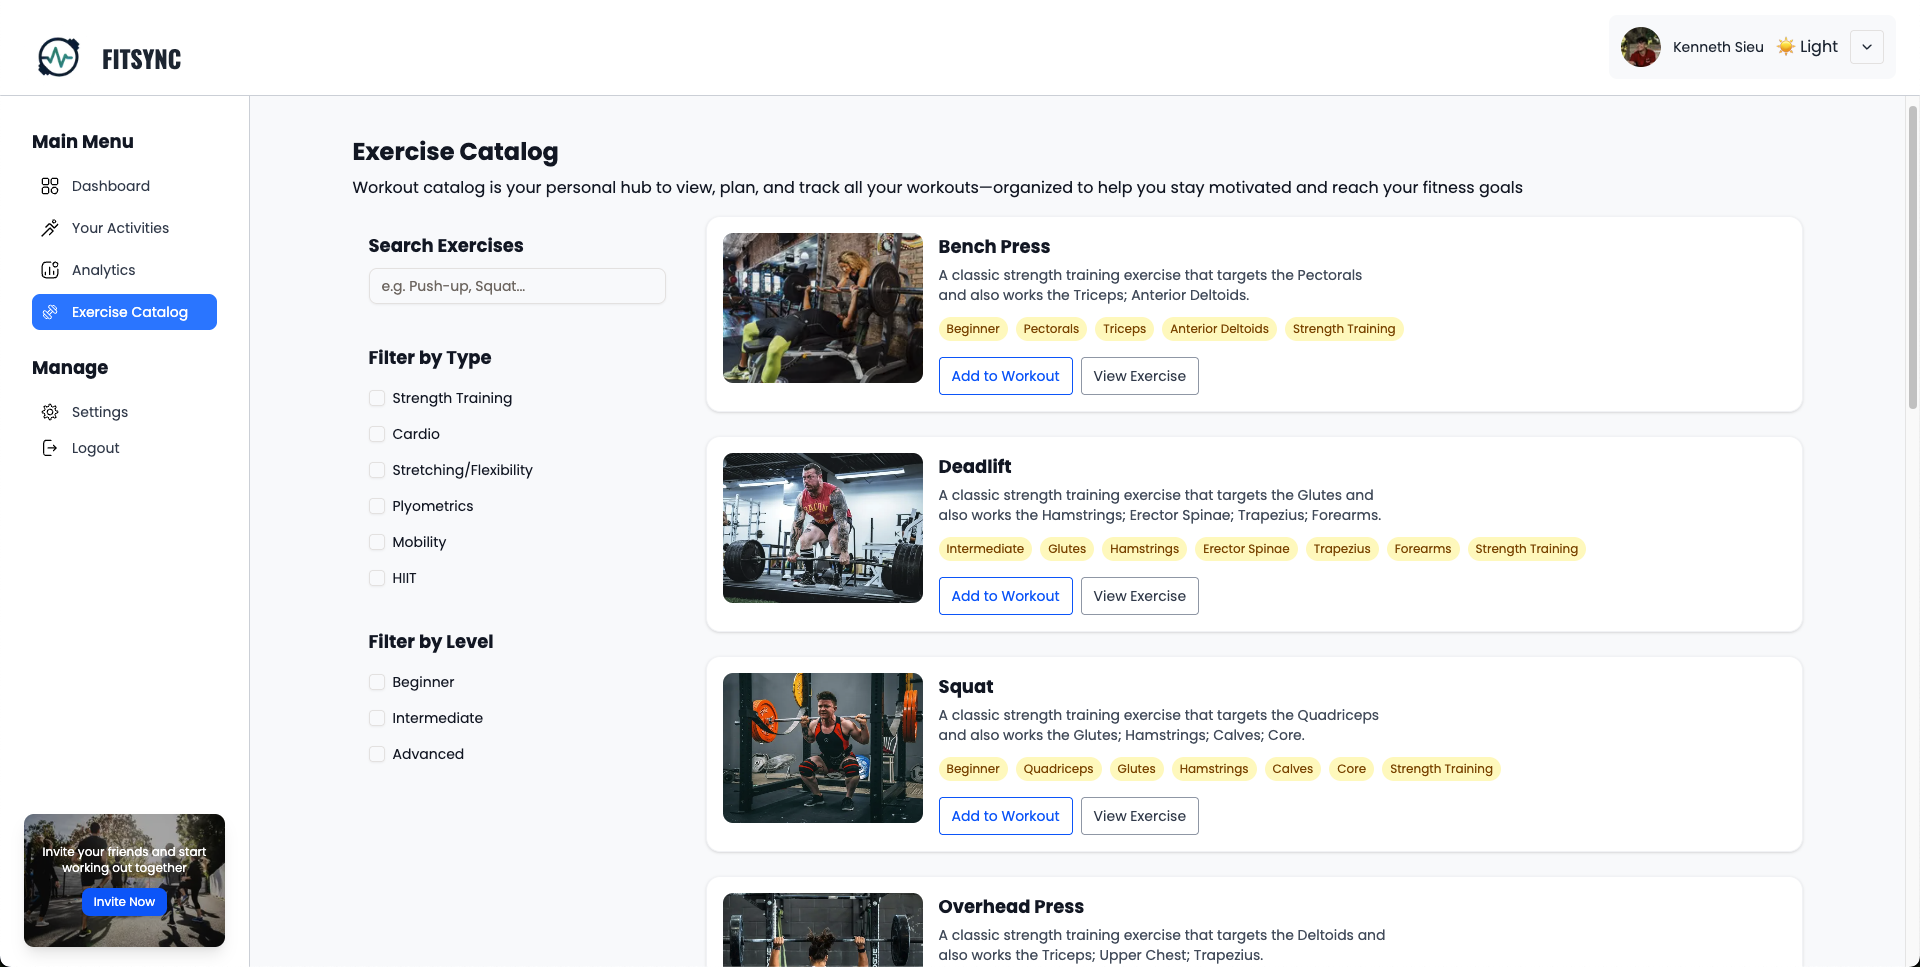 FITSYNC
Kenneth Sieu
Light
Main Menu
Dashboard
Your Activities
Analytics
Exercise Catalog
Manage
Settings
Logout
Invite your friends and start
working out together
Invite Now
Exercise Catalog
Workout catalog is your personal hub to view, plan, and track all your workouts—organized to help you stay motivated and reach your fitness goals
Search Exercises
e.g. Push-up, Squat...
Filter by Type
Strength Training
Cardio
Stretching/Flexibility
Plyometrics
Mobility
HIIT
Filter by Level
Beginner
Intermediate
Advanced
Bench Press
A classic strength training exercise that targets the Pectorals
and also works the Triceps; Anterior Deltoids.
Beginner Pectorals Triceps Anterior Deltoids Strength Training
Add to Workout View Exercise
Deadlift
A classic strength training exercise that targets the Glutes and
also works the Hamstrings; Erector Spinae; Trapezius; Forearms.
Intermediate Glutes Hamstrings Erector Spinae Trapezius Forearms Strength Training
Add to Workout View Exercise
Squat
A classic strength training exercise that targets the Quadriceps
and also works the Glutes; Hamstrings; Calves; Core.
Beginner Quadriceps Glutes Hamstrings Calves Core Strength Training
Add to Workout View Exercise
Overhead Press
A classic strength training exercise that targets the Deltoids and
also works the Triceps; Upper Chest; Trapezius.